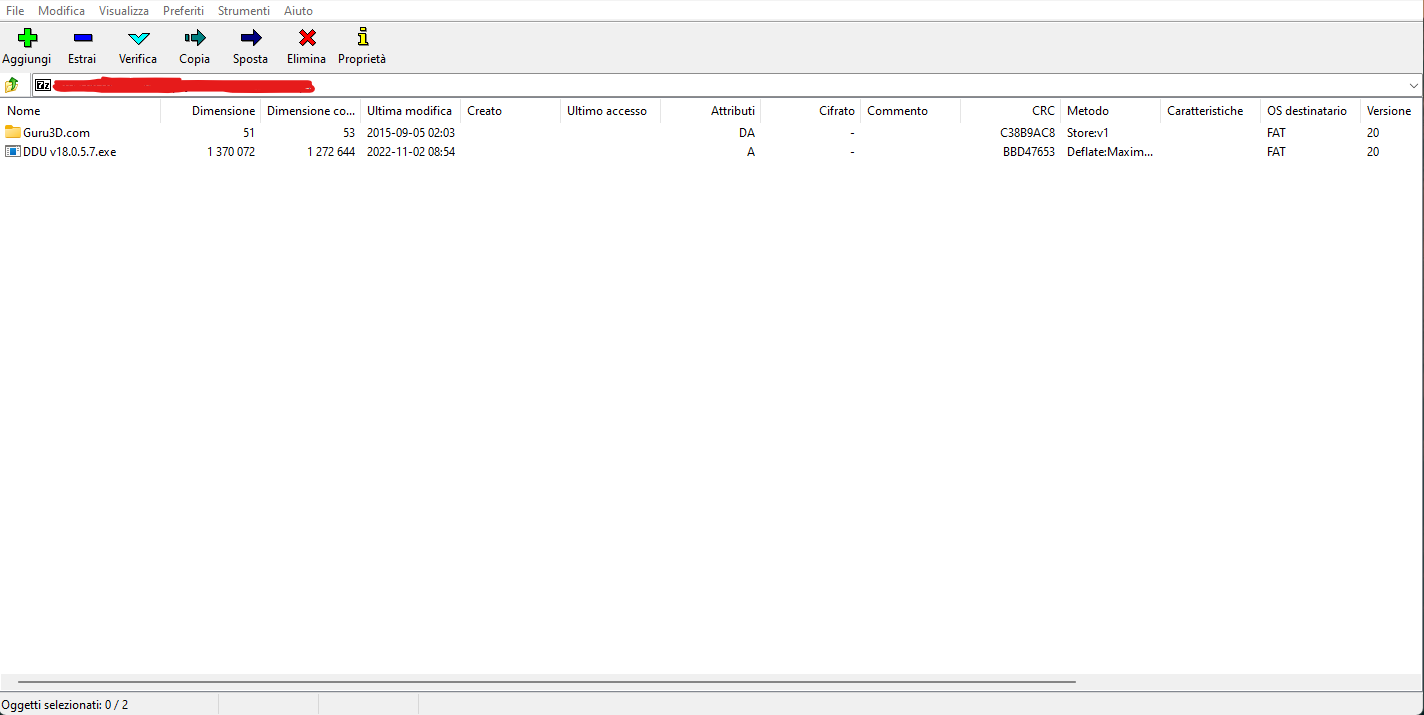 File Modifica Visualizza Preferiti Strumenti Aiuto
Aggiungi Estrai Verifica Copia Sposta Elimina Proprietà
7z
Nome Dimensione Dimensione co... Ultima modifica Creato Ultimo accesso Attributi Cifrato Commento CRC Metodo Caratteristiche OS destinatario Versione
Guru3D.com 51 53 2015-09-05 02:03 DA - C38B9AC8 Store:v1 FAT 20
DDU v18.0.5.7.exe 1 370 072 1 272 644 2022-11-02 08:54 A - BBD47653 Deflate:Maxim... FAT 20
Oggetti selezionati: 0 / 2